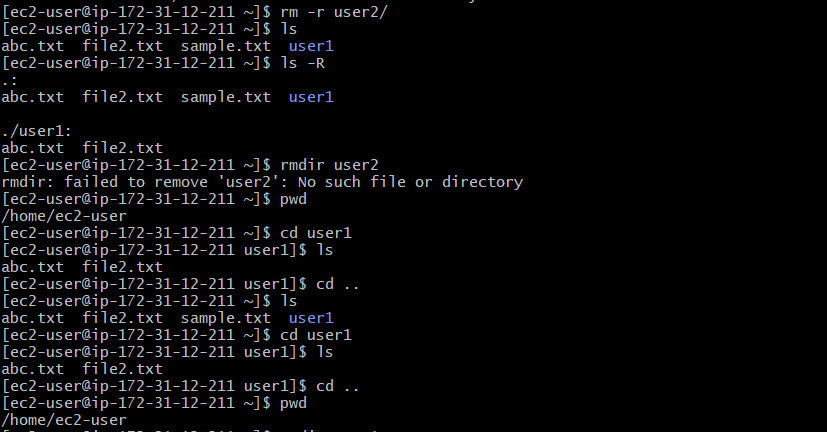 [ec2-user@ip-172-31-12-211 ~]$ rm -r user2/
[ec2-user@ip-172-31-12-211 ~]$ ls
abc.txt  file2.txt  sample.txt  user1
[ec2-user@ip-172-31-12-211 ~]$ ls -R
.:
abc.txt  file2.txt  sample.txt  user1

./user1:
abc.txt  file2.txt
[ec2-user@ip-172-31-12-211 ~]$ rmdir user2
rmdir: failed to remove 'user2': No such file or directory
[ec2-user@ip-172-31-12-211 ~]$ pwd
/home/ec2-user
[ec2-user@ip-172-31-12-211 ~]$ cd user1
[ec2-user@ip-172-31-12-211 user1]$ ls
abc.txt  file2.txt
[ec2-user@ip-172-31-12-211 user1]$ cd ..
[ec2-user@ip-172-31-12-211 ~]$ ls
abc.txt  file2.txt  sample.txt  user1
[ec2-user@ip-172-31-12-211 ~]$ cd user1
[ec2-user@ip-172-31-12-211 user1]$ ls
abc.txt  file2.txt
[ec2-user@ip-172-31-12-211 user1]$ cd ..
[ec2-user@ip-172-31-12-211 ~]$ pwd
/home/ec2-user